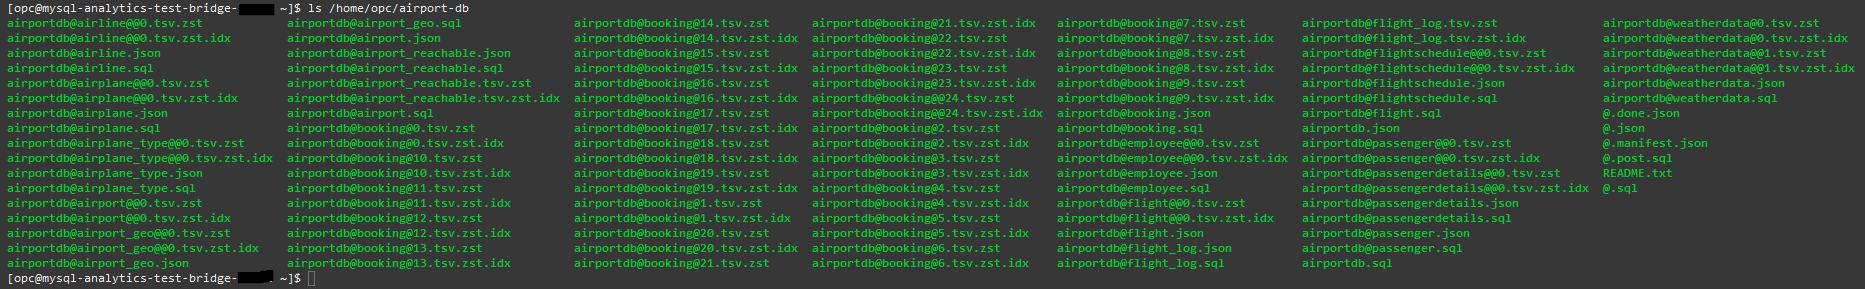 [opc@mysql-analytics-test-bridge- ~]$ ls /home/opc/airport-db
airportdb@airline@@0.tsv.zst airportdb@airport_geo.sql airportdb@booking@14.tsv.zst airportdb@booking@21.tsv.zst.idx airportdb@booking@7.tsv.zst airportdb@flight_log.tsv.zst airportdb@weatherdata@0.tsv.zst
airportdb@airline@@0.tsv.zst.idx airportdb@airport.json airportdb@booking@14.tsv.zst.idx airportdb@booking@22.tsv.zst airportdb@booking@7.tsv.zst.idx airportdb@flight_log.tsv.zst.idx airportdb@weatherdata@0.tsv.zst.idx
airportdb@airline.json airportdb@airport_reachable.json airportdb@booking@15.tsv.zst airportdb@booking@22.tsv.zst.idx airportdb@booking@8.tsv.zst airportdb@flightschedule@@0.tsv.zst airportdb@weatherdata@@1.tsv.zst
airportdb@airline.sql airportdb@airport_reachable.sql airportdb@booking@15.tsv.zst.idx airportdb@booking@23.tsv.zst airportdb@booking@8.tsv.zst.idx airportdb@flightschedule@@0.tsv.zst.idx airportdb@weatherdata@@1.tsv.zst.idx
airportdb@airplane@@0.tsv.zst airportdb@airport_reachable.tsv.zst airportdb@booking@16.tsv.zst airportdb@booking@23.tsv.zst.idx airportdb@booking@9.tsv.zst airportdb@flightschedule.json airportdb@weatherdata.json
airportdb@airplane@@0.tsv.zst.idx airportdb@airport_reachable.tsv.zst.idx airportdb@booking@16.tsv.zst.idx airportdb@booking@@24.tsv.zst airportdb@booking@9.tsv.zst.idx airportdb@flightschedule.sql airportdb@weatherdata.sql
airportdb@airplane.json airportdb@airport.sql airportdb@booking@17.tsv.zst airportdb@booking@@24.tsv.zst.idx airportdb@booking.json airportdb@flight.sql @.done.json
airportdb@airplane.sql airportdb@booking@0.tsv.zst airportdb@booking@17.tsv.zst.idx airportdb@booking@2.tsv.zst airportdb@booking.sql airportdb.json @.json
airportdb@airplane_type@@0.tsv.zst airportdb@booking@0.tsv.zst.idx airportdb@booking@18.tsv.zst airportdb@booking@2.tsv.zst.idx airportdb@employee@@0.tsv.zst airportdb@passenger@@0.tsv.zst @.manifest.json
airportdb@airplane_type@@0.tsv.zst.idx airportdb@booking@10.tsv.zst airportdb@booking@18.tsv.zst.idx airportdb@booking@3.tsv.zst airportdb@employee@@0.tsv.zst.idx airportdb@passenger@@0.tsv.zst.idx @.post.sql
airportdb@airplane_type.json airportdb@booking@10.tsv.zst.idx airportdb@booking@19.tsv.zst airportdb@booking@3.tsv.zst.idx airportdb@employee.json airportdb@passengerdetails@@0.tsv.zst README.txt
airportdb@airplane_type.sql airportdb@booking@11.tsv.zst airportdb@booking@19.tsv.zst.idx airportdb@booking@4.tsv.zst airportdb@employee.sql airportdb@passengerdetails@@0.tsv.zst.idx @.sql
airportdb@airport@@0.tsv.zst airportdb@booking@11.tsv.zst.idx airportdb@booking@1.tsv.zst airportdb@booking@4.tsv.zst.idx airportdb@flight@@0.tsv.zst airportdb@passengerdetails.json
airportdb@airport@@0.tsv.zst.idx airportdb@booking@12.tsv.zst airportdb@booking@1.tsv.zst.idx airportdb@booking@5.tsv.zst airportdb@flight@@0.tsv.zst.idx airportdb@passengerdetails.sql
airportdb@airport_geo@@0.tsv.zst airportdb@booking@12.tsv.zst.idx airportdb@booking@20.tsv.zst airportdb@booking@5.tsv.zst.idx airportdb@flight.json airportdb@passenger.json
airportdb@airport_geo@@0.tsv.zst.idx airportdb@booking@13.tsv.zst airportdb@booking@20.tsv.zst.idx airportdb@booking@6.tsv.zst airportdb@flight_log.json airportdb@passenger.sql
airportdb@airport_geo.json airportdb@booking@13.tsv.zst.idx airportdb@booking@21.tsv.zst airportdb@booking@6.tsv.zst.idx airportdb@flight_log.sql airportdb.sql
[opc@mysql-analytics-test-bridge- ~]$